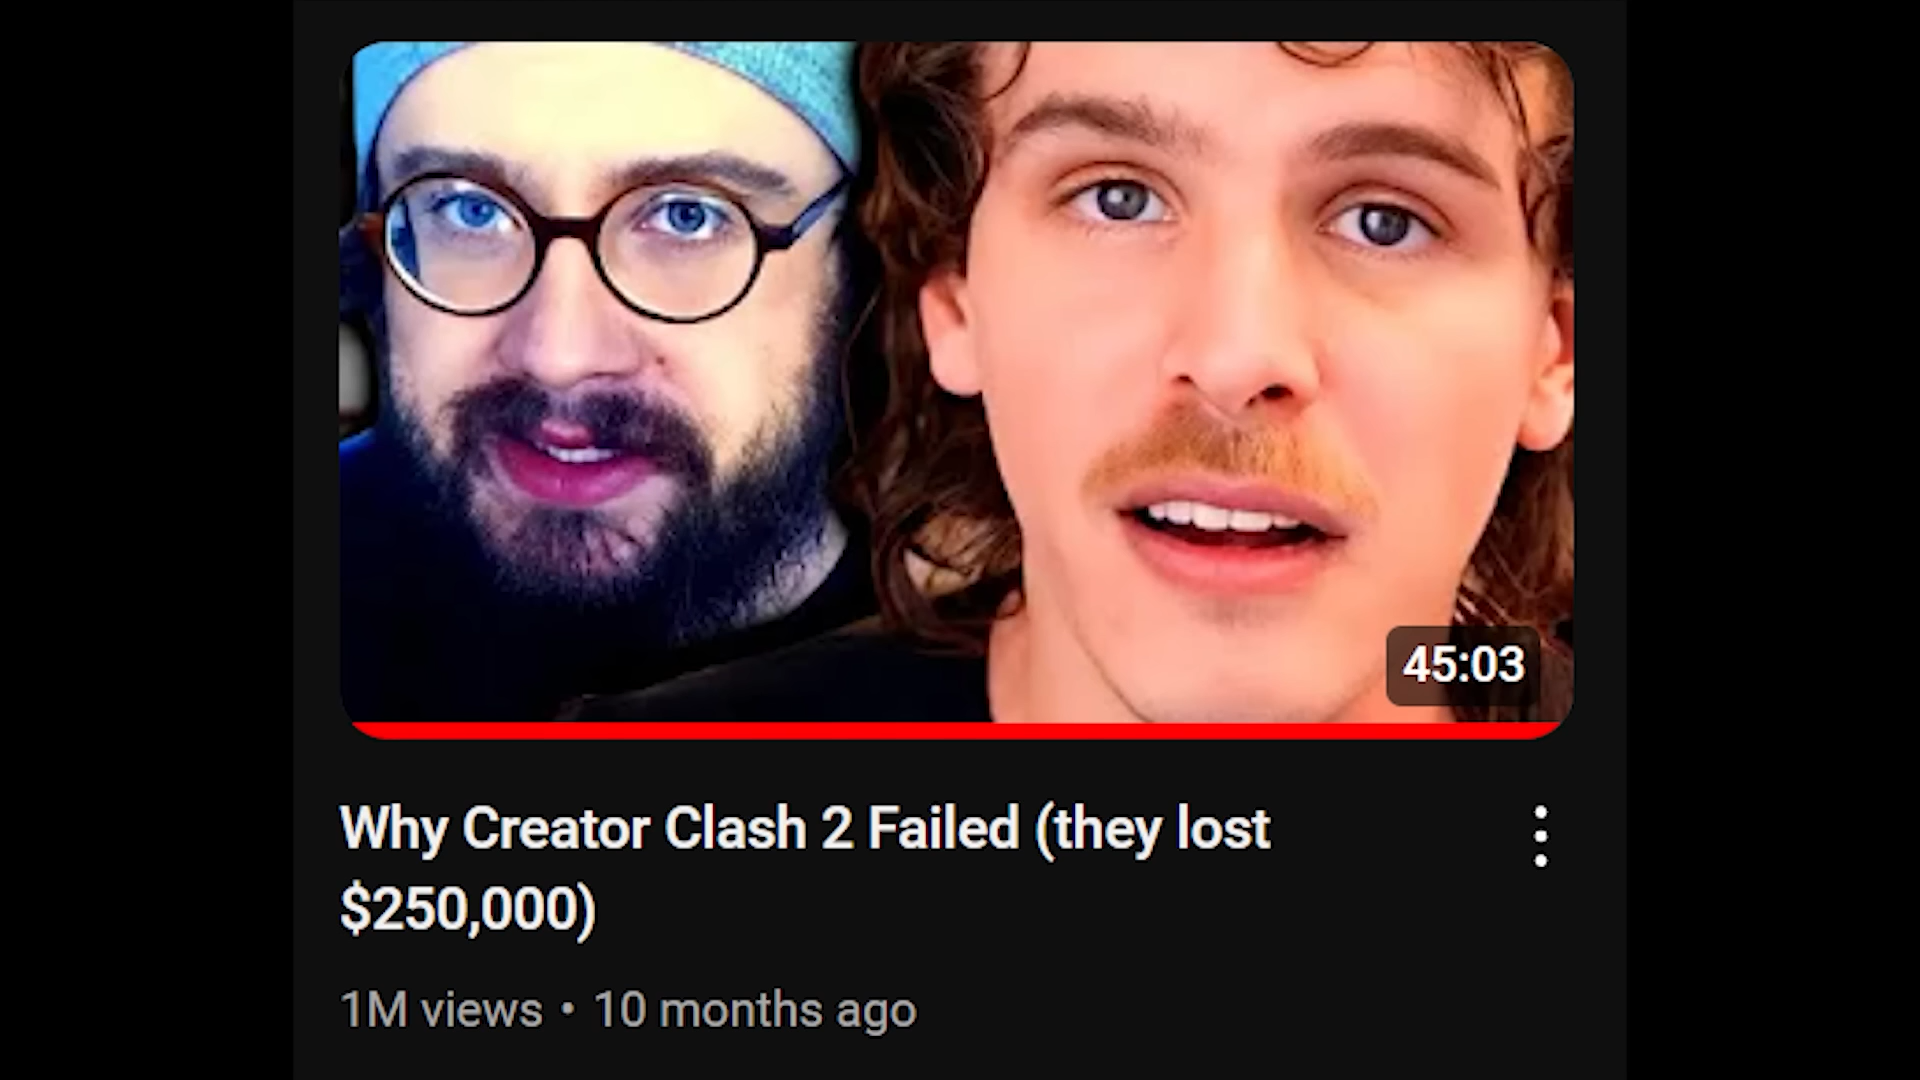 45:03
Why Creator Clash 2 Failed (they lost
$250,000)
1M views • 10 months ago